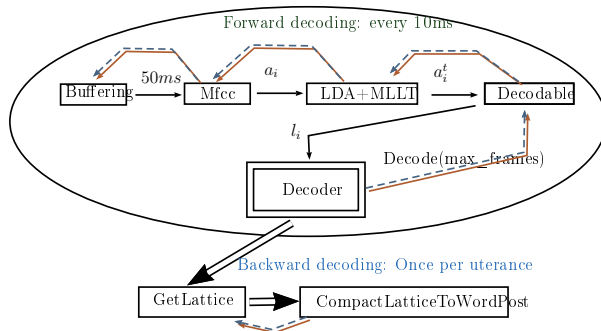 Forward decoding: every 10ms
Buffering
50ms
Mfcc
a_i
LDA+MLLT
a_i^t
Decodable
l_i
Decode(max_frames)
Decoder
Backward decoding: Once per uterance
GetLattice
CompactLatticeToWordPost